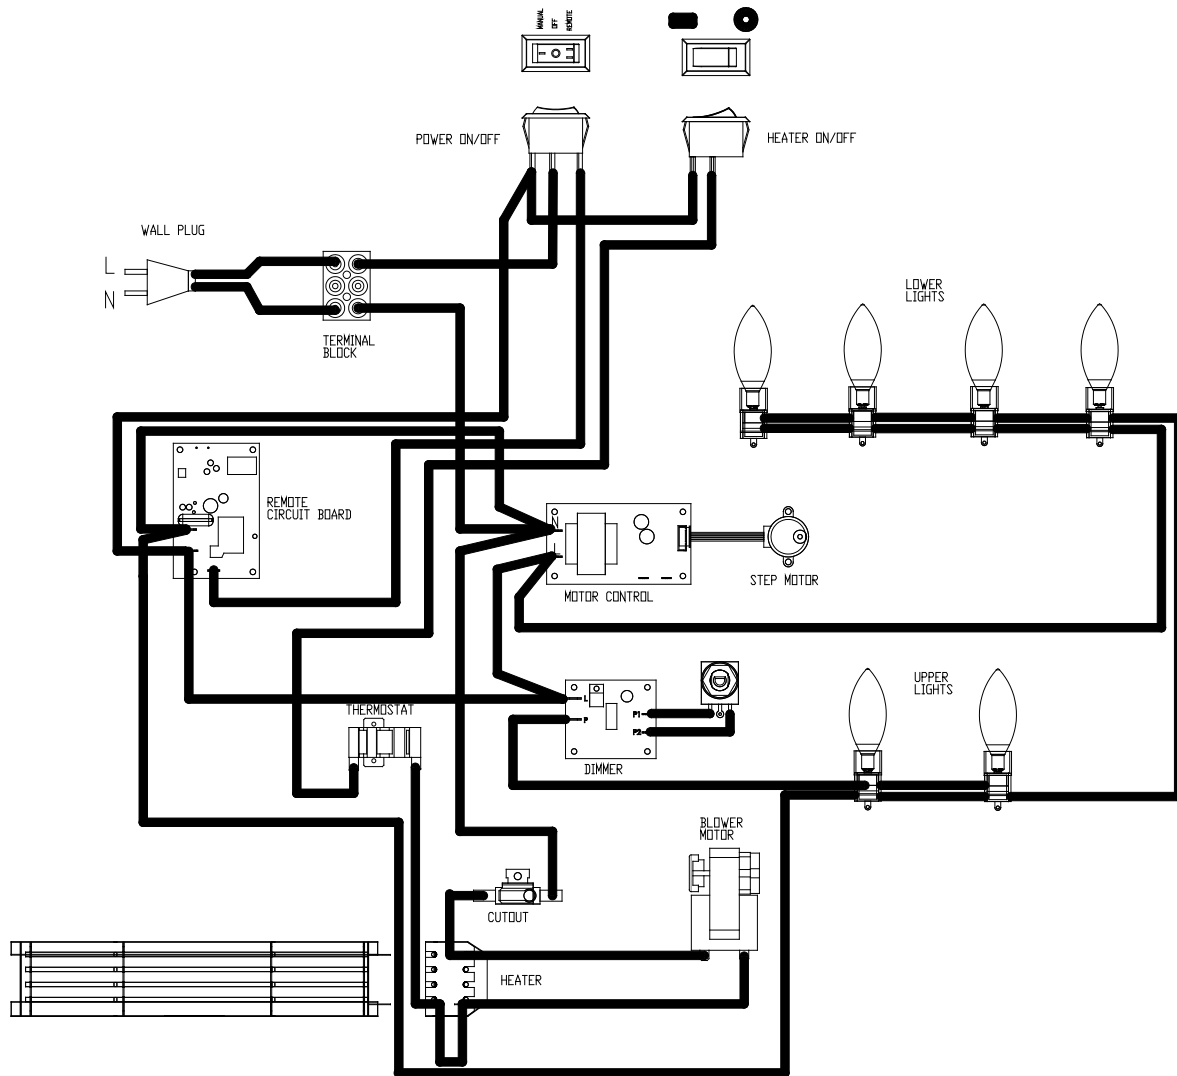 MANUAL
OFF
REMOTE
POWER ON/OFF
HEATER ON/OFF
WALL PLUG
L
N
TERMINAL
BLOCK
LOWER
LIGHTS
REMOTE
CIRCUIT BOARD
N
L
MOTOR CONTROL
STEP MOTOR
UPPER
LIGHTS
THERMOSTAT
L
P
P1
P2
DIMMER
BLOWER
MOTOR
CUTOUT
HEATER